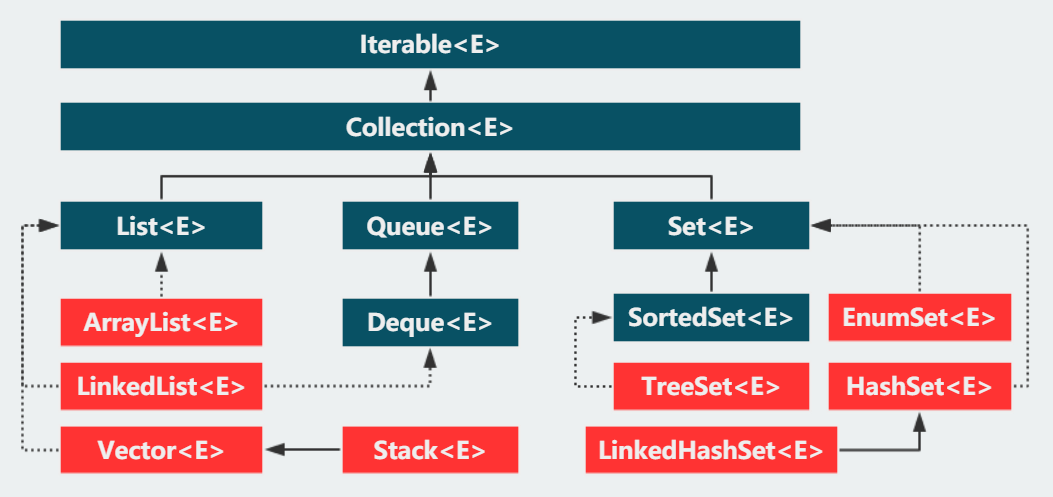 Iterable<E>
Collection<E>
List<E>
Queue<E>
Set<E>
ArrayList<E>
Deque<E>
SortedSet<E>
EnumSet<E>
LinkedList<E>
TreeSet<E>
HashSet<E>
Vector<E>
Stack<E>
LinkedHashSet<E>